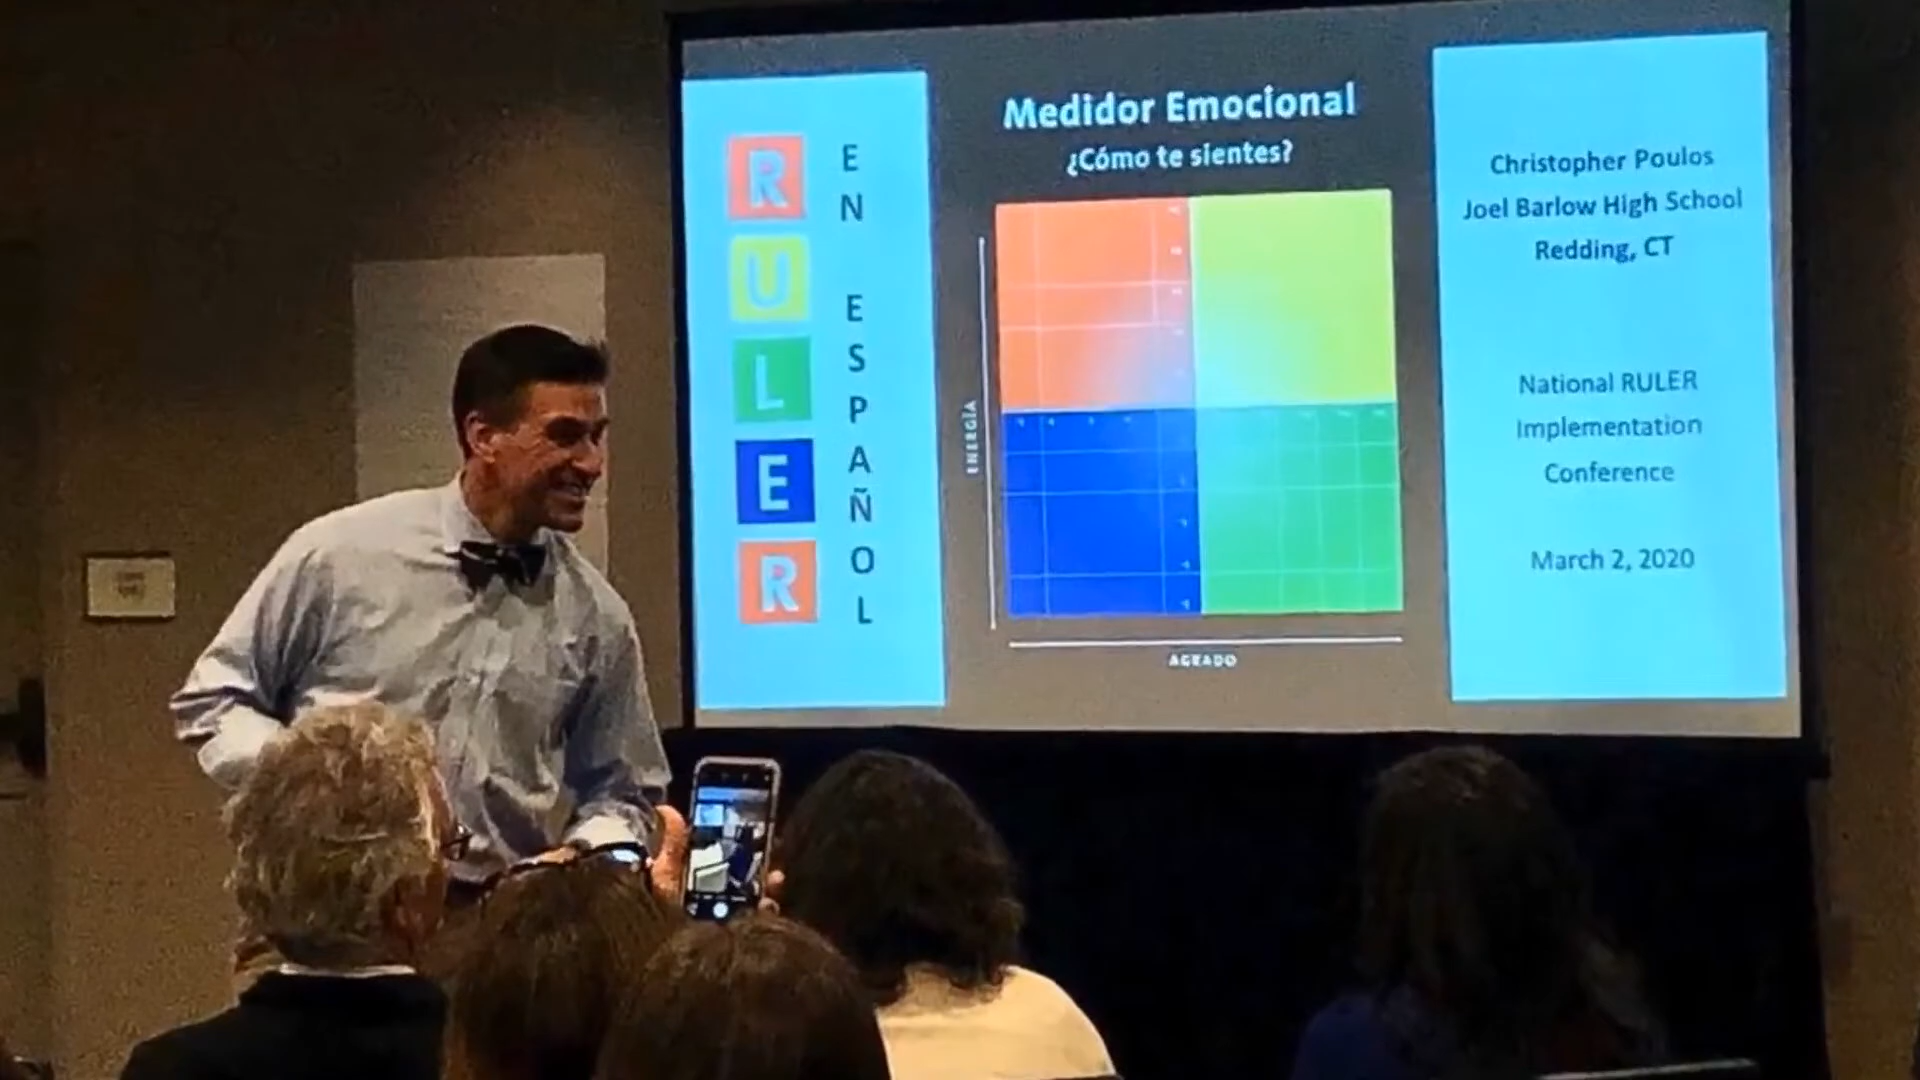 R
U
L
E
R
EN ESPAÑOL
Medidor Emocional
¿Cómo te sientes?
ENERGÍA
AGRADO
Christopher Poulos
Joel Barlow High School
Redding, CT
National RULER
Implementation
Conference
March 2, 2020